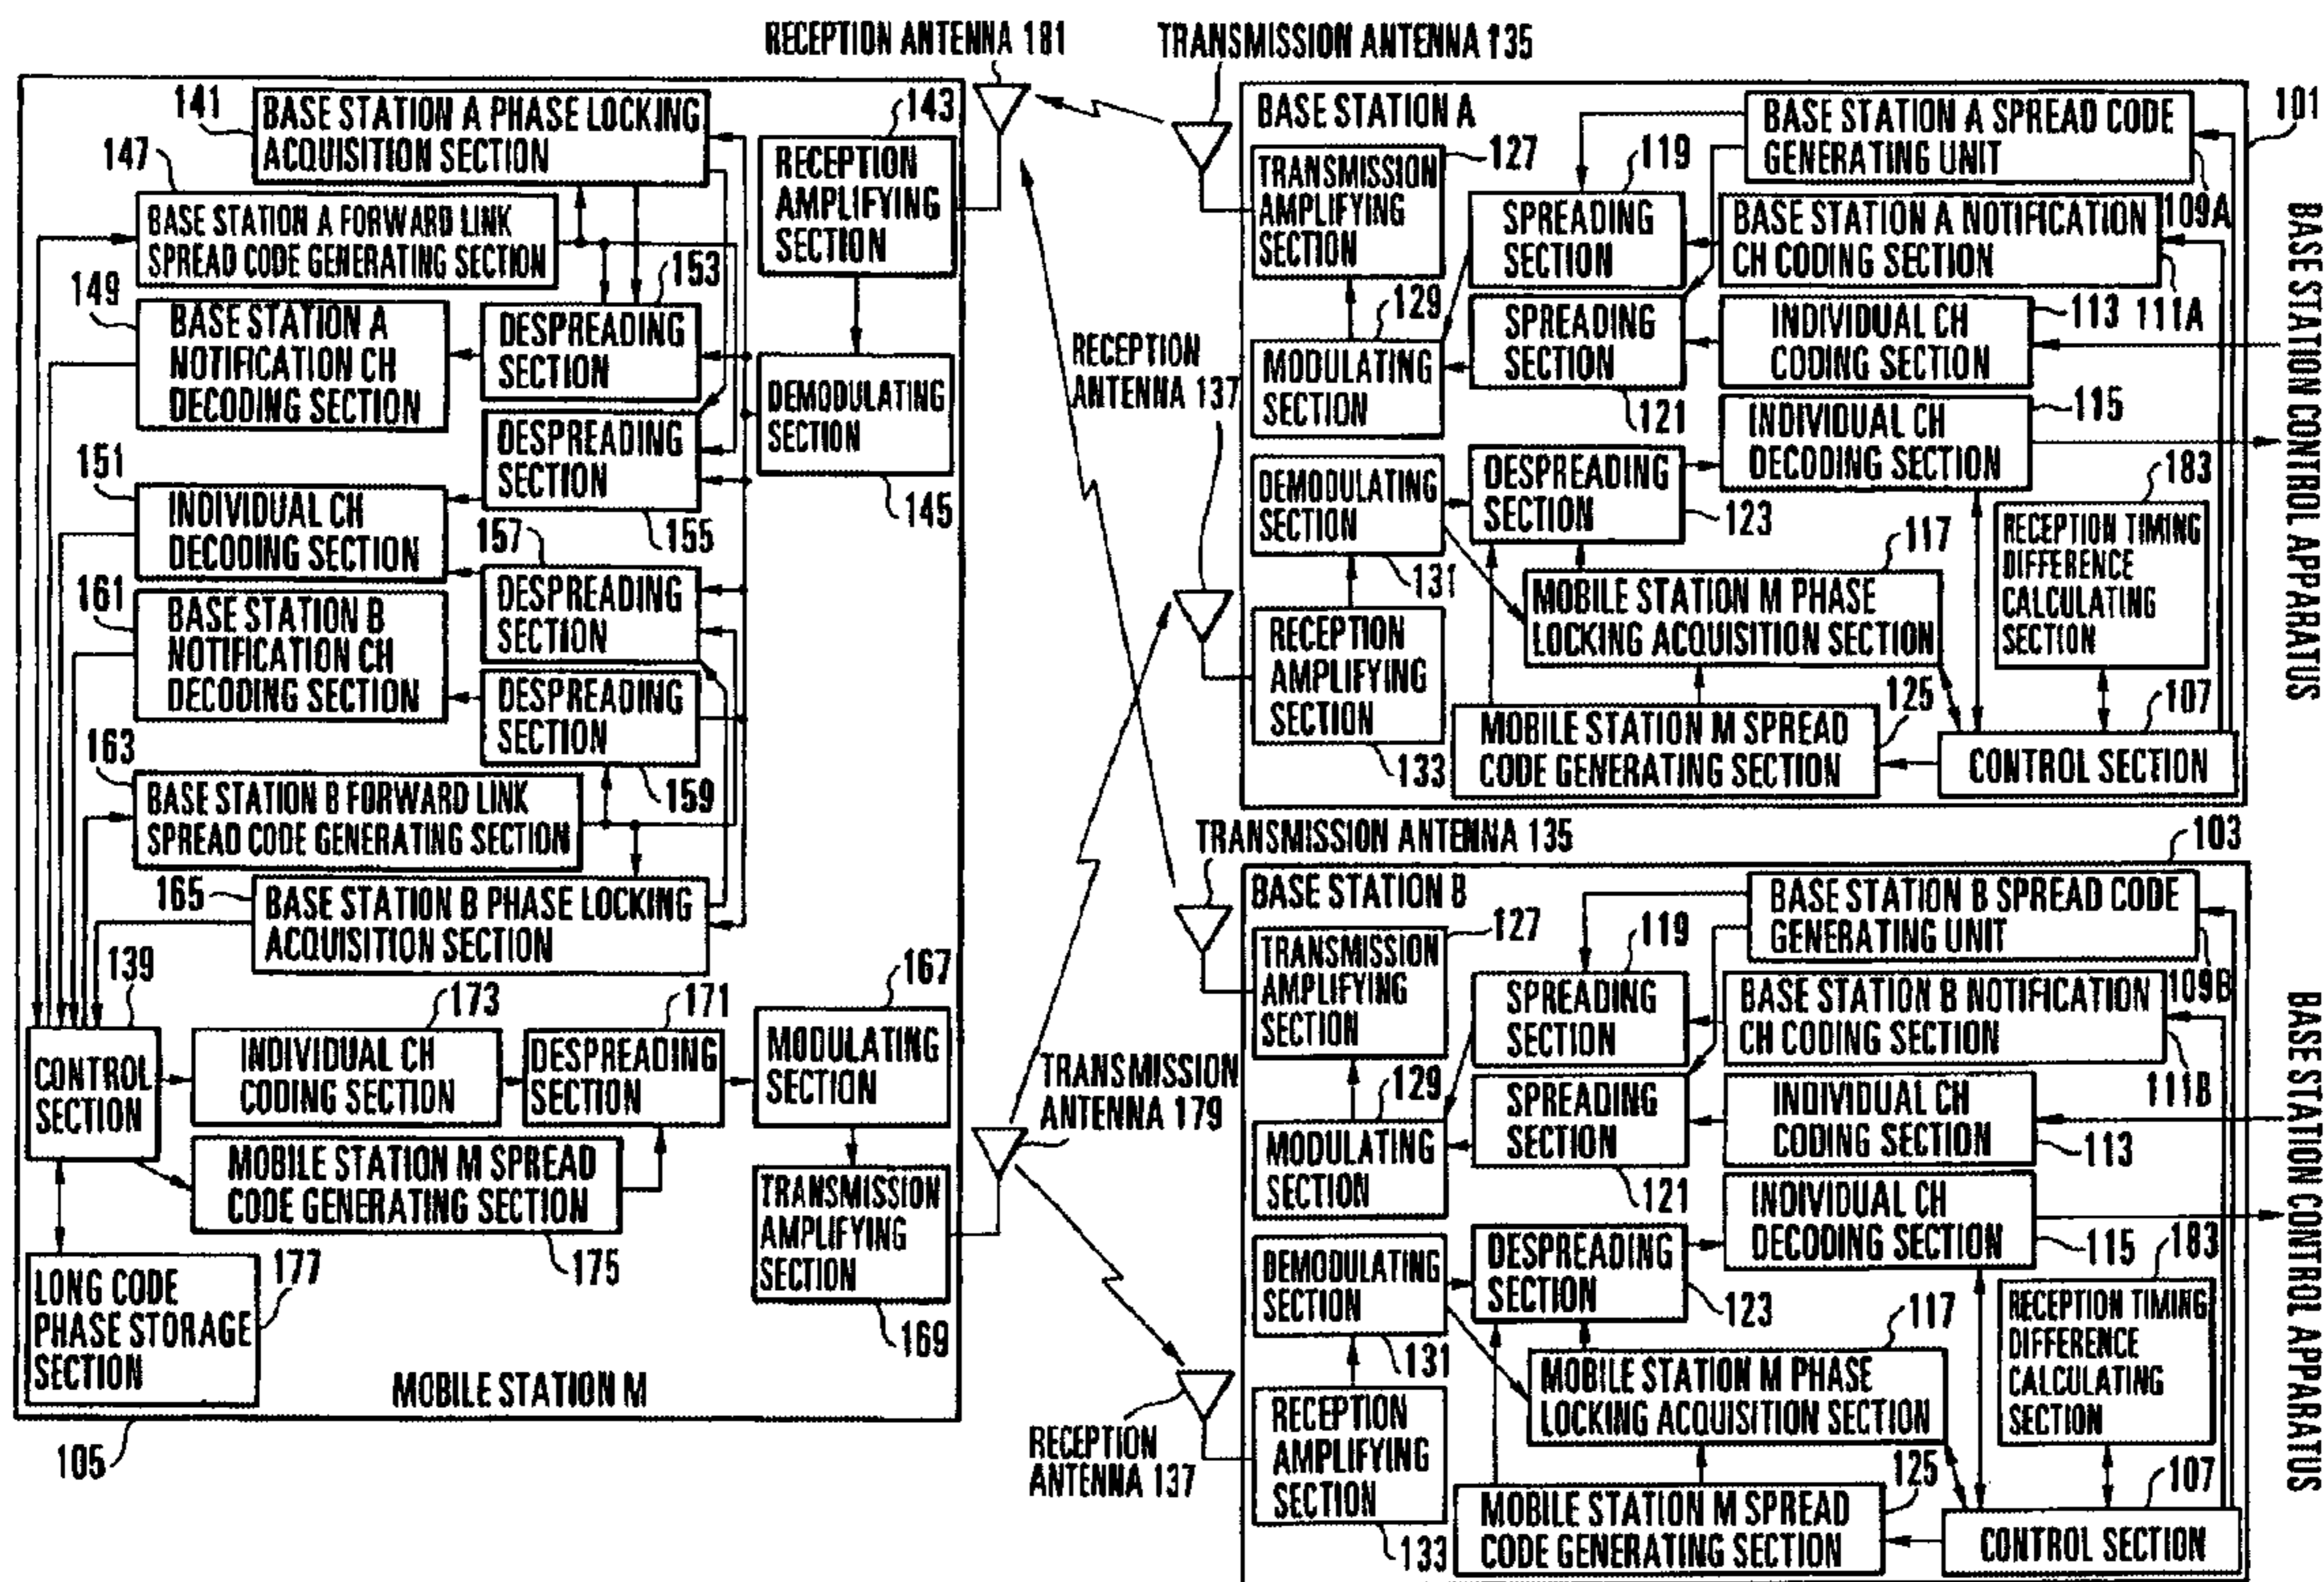 RECEPTION ANTENNA 181
TRANSMISSION ANTENNA 135
141
BASE STATION A PHASE LOCKING
ACQUISITION SECTION
143
RECEPTION
AMPLIFYING
SECTION
147
BASE STATION A FORWARD LINK
SPREAD CODE GENERATING SECTION
149
BASE STATION A
NOTIFICATION CH
DECODING SECTION
153
DESPREADING
SECTION
DEMODULATING
SECTION
145
DESPREADING
SECTION
155
151
INDIVIDUAL CH
DECODING SECTION
157
DESPREADING
SECTION
161
BASE STATION B
NOTIFICATION CH
DECODING SECTION
DESPREADING
SECTION
159
163
BASE STATION B FORWARD LINK
SPREAD CODE GENERATING SECTION
165
BASE STATION B PHASE LOCKING
ACQUISITION SECTION
139
CONTROL
SECTION
173
INDIVIDUAL CH
CODING SECTION
171
DESPREADING
SECTION
167
MODULATING
SECTION
MOBILE STATION M SPREAD
CODE GENERATING SECTION
175
TRANSMISSION
AMPLIFYING
SECTION
169
LONG CODE
PHASE STORAGE
SECTION
177
MOBILE STATION M
105
RECEPTION
ANTENNA 137
TRANSMISSION ANTENNA 135
TRANSMISSION
ANTENNA 179
RECEPTION
ANTENNA 137
BASE STATION A
101
BASE STATION A SPREAD CODE
GENERATING UNIT
109A
127
TRANSMISSION
AMPLIFYING
SECTION
119
SPREADING
SECTION
BASE STATION A NOTIFICATION
CH CODING SECTION
111A
129
MODULATING
SECTION
SPREADING
SECTION
121
INDIVIDUAL CH
CODING SECTION
113
INDIVIDUAL CH
DECODING SECTION
115
DEMODULATING
SECTION
131
DESPREADING
SECTION
123
183
RECEPTION TIMING
DIFFERENCE
CALCULATING
SECTION
117
MOBILE STATION M PHASE
LOCKING ACQUISITION SECTION
RECEPTION
AMPLIFYING
SECTION
133
125
MOBILE STATION M SPREAD
CODE GENERATING SECTION
107
CONTROL SECTION
BASE STATION CONTROL APPARATUS
103
BASE STATION B
BASE STATION B SPREAD CODE
GENERATING UNIT
109B
127
TRANSMISSION
AMPLIFYING
SECTION
119
SPREADING
SECTION
BASE STATION B NOTIFICATION
CH CODING SECTION
111B
129
MODULATING
SECTION
SPREADING
SECTION
121
INDIVIDUAL CH
CODING SECTION
113
INDIVIDUAL CH
DECODING SECTION
115
DEMODULATING
SECTION
131
DESPREADING
SECTION
123
183
RECEPTION TIMING
DIFFERENCE
CALCULATING
SECTION
117
MOBILE STATION M PHASE
LOCKING ACQUISITION SECTION
RECEPTION
AMPLIFYING
SECTION
133
125
MOBILE STATION M SPREAD
CODE GENERATING SECTION
107
CONTROL SECTION
BASE STATION CONTROL APPARATUS